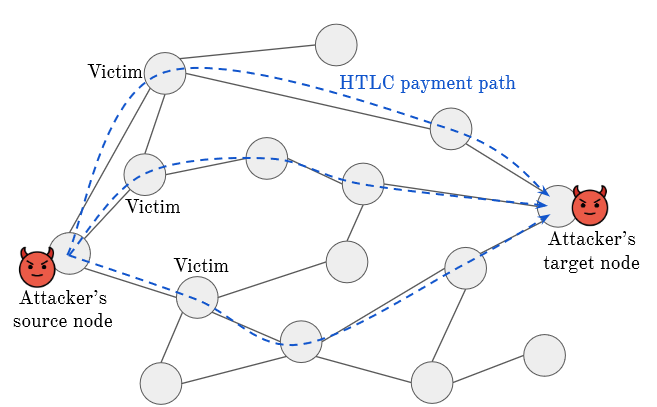 Victim
HTLC payment path
Victim
Victim
Attacker's
source node
Attacker's
target node